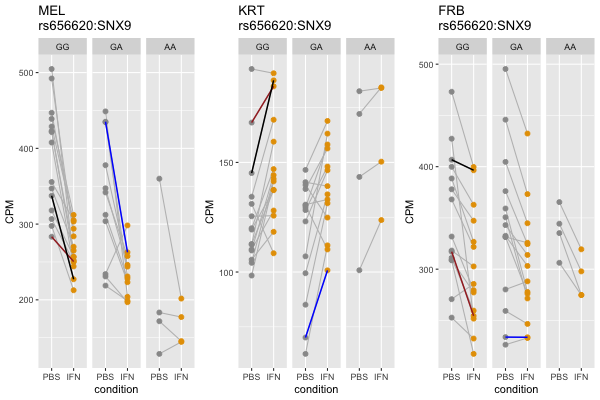 MEL
rs656620:SNX9
GG GA AA
500
400
300
200
CPM
PBS IFN PBS IFN PBS IFN
condition
KRT
rs656620:SNX9
GG GA AA
150
100
CPM
PBS IFN PBS IFN PBS IFN
condition
FRB
rs656620:SNX9
GG GA AA
500
400
300
CPM
PBS IFN PBS IFN PBS IFN
condition